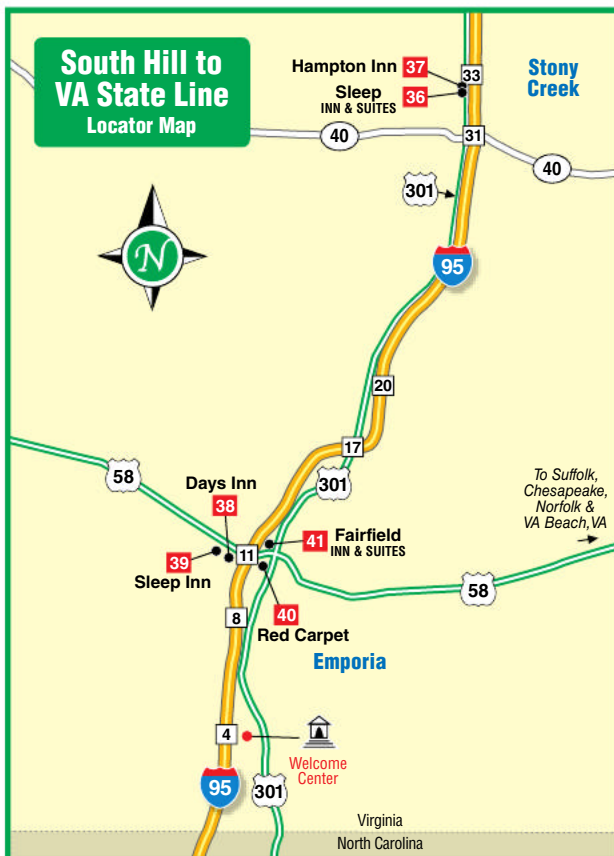 South Hill to
VA State Line
Locator Map
Hampton Inn 37
33
Stony
Creek
Sleep 36
INN & SUITES
40
31
40
301
N
95
20
17
58
301
To Suffolk,
Chesapeake,
Norfolk &
VA Beach,VA
Days Inn
38
41 Fairfield
INN & SUITES
39
11
Sleep Inn
58
40
8
Red Carpet
Emporia
4
Welcome
Center
95
301
Virginia
North Carolina